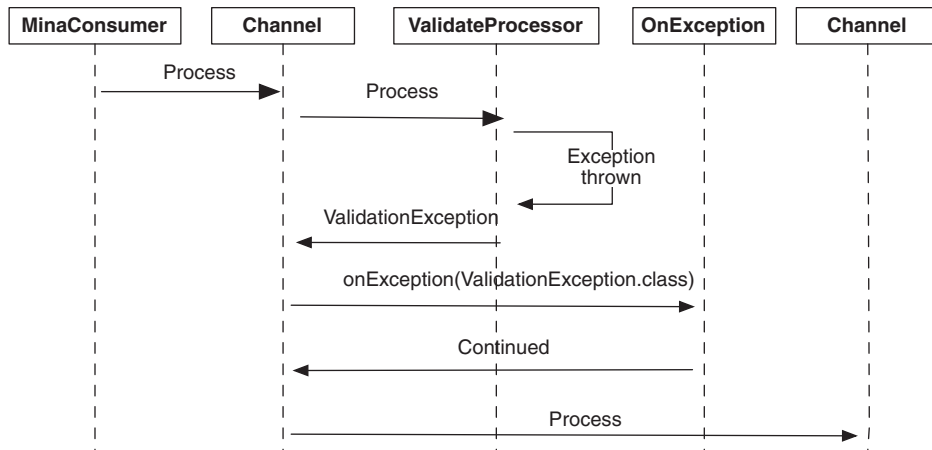 MinaConsumer
Channel
ValidateProcessor
OnException
Channel
Process
Process
Exception
thrown
ValidationException
onException(ValidationException.class)
Continued
Process